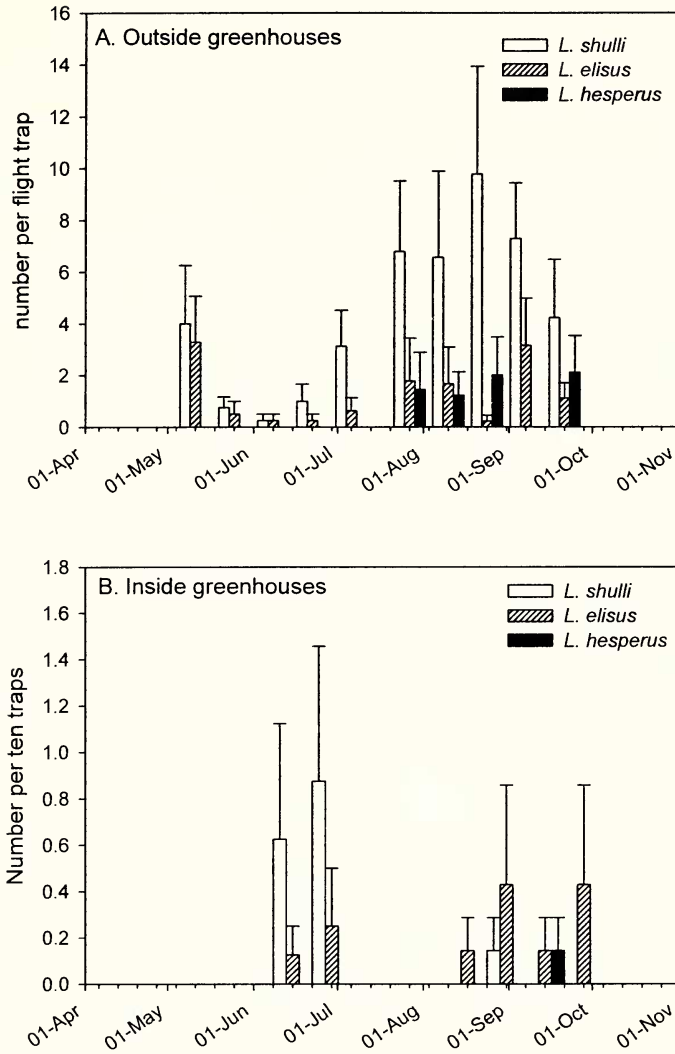 A. Outside greenhouses
L. shulli
L. elisus
L. hesperus
number per flight trap
16
14
12
10
8
6
4
2
0
01-Apr
01-May
01-Jun
01-Jul
01-Aug
01-Sep
01-Oct
01-Nov
B. Inside greenhouses
L. shulli
L. elisus
L. hesperus
Number per ten traps
1.8
1.6
1.4
1.2
1.0
0.8
0.6
0.4
0.2
0.0
01-Apr
01-May
01-Jun
01-Jul
01-Aug
01-Sep
01-Oct
01-Nov